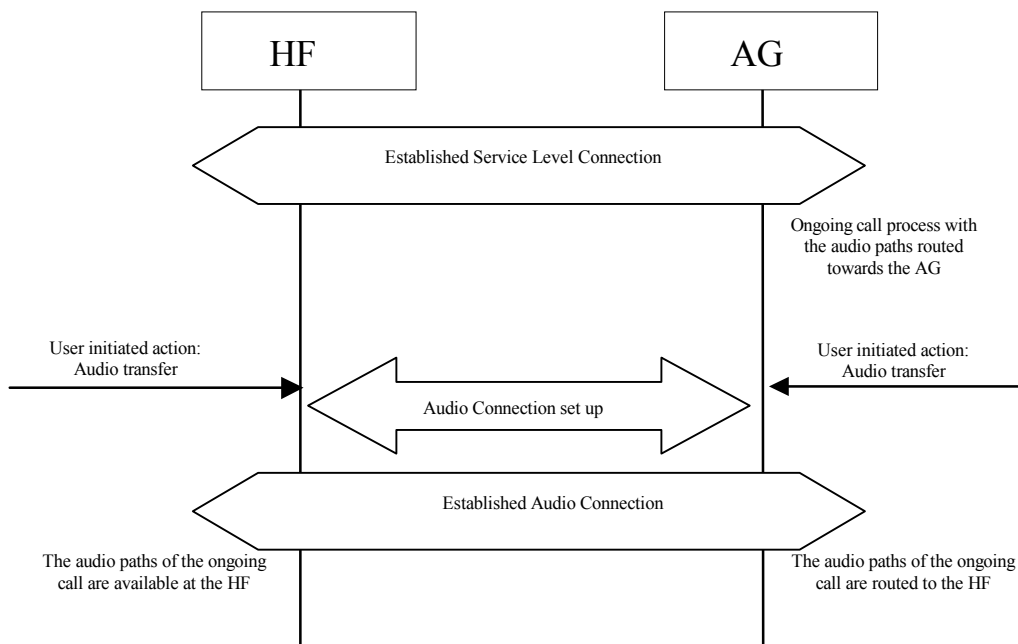 HF
AG
Established Service Level Connection
Ongoing call process with
the audio paths routed
towards the AG
User initiated action:
Audio transfer
User initiated action:
Audio transfer
Audio Connection set up
Established Audio Connection
The audio paths of the ongoing
call are available at the HF
The audio paths of the ongoing
call are routed to the HF